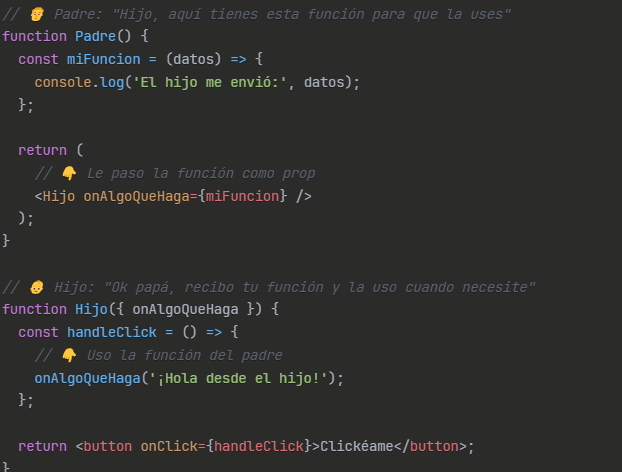 // 👴 Padre: "Hijo, aquí tienes esta función para que la uses"
function Padre() {
  const miFuncion = (datos) => {
    console.log('El hijo me envió:', datos);
  };

  return (
    // 👇 Le paso la función como prop
    <Hijo onAlgoQueHaga={miFuncion} />
  );
}

// 👶 Hijo: "Ok papá, recibo tu función y la uso cuando necesite"
function Hijo({ onAlgoQueHaga }) {
  const handleClick = () => {
    // 👇 Uso la función del padre
    onAlgoQueHaga('¡Hola desde el hijo!');
  };

  return <button onClick={handleClick}>Clickéame</button>;
}